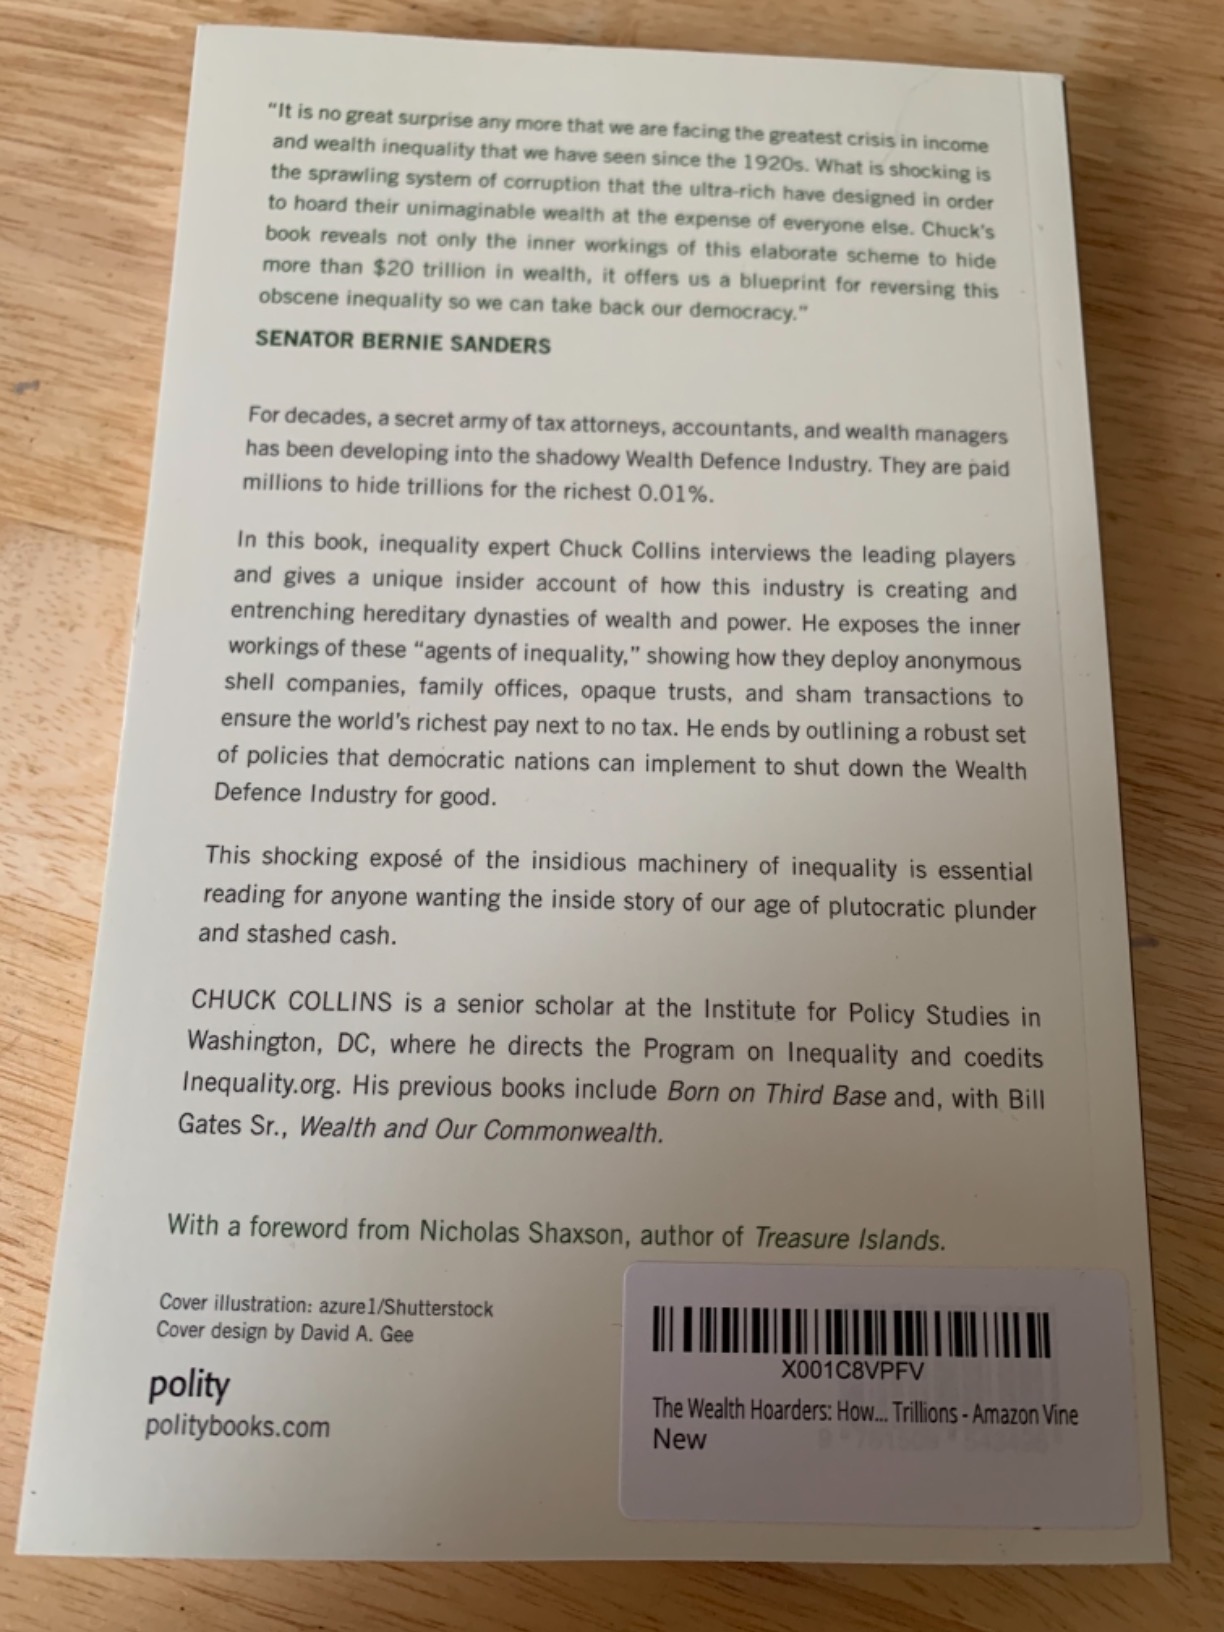 “It is no great surprise any more that we are facing the greatest crisis in income
and wealth inequality that we have seen since the 1920s. What is shocking is
the sprawling system of corruption that the ultra-rich have designed in order
to hoard their unimaginable wealth at the expense of everyone else. Chuck’s
book reveals not only the inner workings of this elaborate scheme to hide
more than $20 trillion in wealth, it offers us a blueprint for reversing this
obscene inequality so we can take back our democracy.”
SENATOR BERNIE SANDERS
For decades, a secret army of tax attorneys, accountants, and wealth managers
has been developing into the shadowy Wealth Defence Industry. They are paid
millions to hide trillions for the richest 0.01%.
In this book, inequality expert Chuck Collins interviews the leading players
and gives a unique insider account of how this industry is creating and
entrenching hereditary dynasties of wealth and power. He exposes the inner
workings of these “agents of inequality,” showing how they deploy anonymous
shell companies, family offices, opaque trusts, and sham transactions to
ensure the world’s richest pay next to no tax. He ends by outlining a robust set
of policies that democratic nations can implement to shut down the Wealth
Defence Industry for good.
This shocking exposé of the insidious machinery of inequality is essential
reading for anyone wanting the inside story of our age of plutocratic plunder
and stashed cash.
CHUCK COLLINS is a senior scholar at the Institute for Policy Studies in
Washington, DC, where he directs the Program on Inequality and coedits
Inequality.org. His previous books include Born on Third Base and, with Bill
Gates Sr., Wealth and Our Commonwealth.
With a foreword from Nicholas Shaxson, author of Treasure Islands.
Cover illustration: azure1/Shutterstock
Cover design by David A. Gee
polity
politybooks.com
X001C8VPFV
The Wealth Hoarders: How... Trillions - Amazon Vine
New